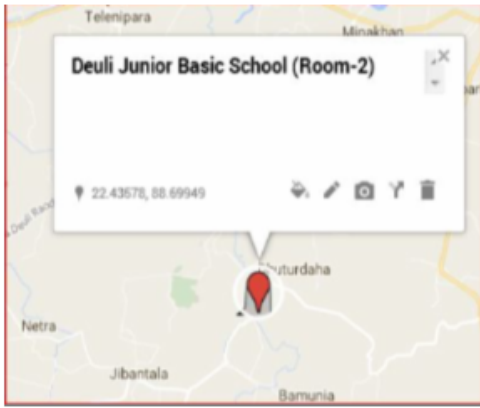 Telenipara
Minakhan
Deuli Junior Basic School (Room-2)
22.43578, 88.69949
Netra
Jibantala
Bamunia